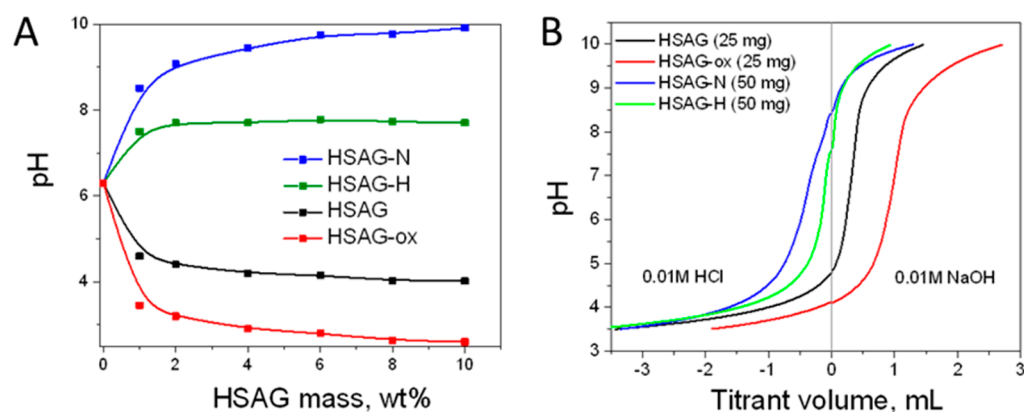 A
pH
10
8
6
4
HSAG-N
HSAG-H
HSAG
HSAG-ox
0
2
4
6
8
10
HSAG mass, wt%
B
pH
10
9
8
7
6
5
4
3
HSAG (25 mg)
HSAG-ox (25 mg)
HSAG-N (50 mg)
HSAG-H (50 mg)
0.01M HCl
0.01M NaOH
-3
-2
-1
0
1
2
3
Titrant volume, mL